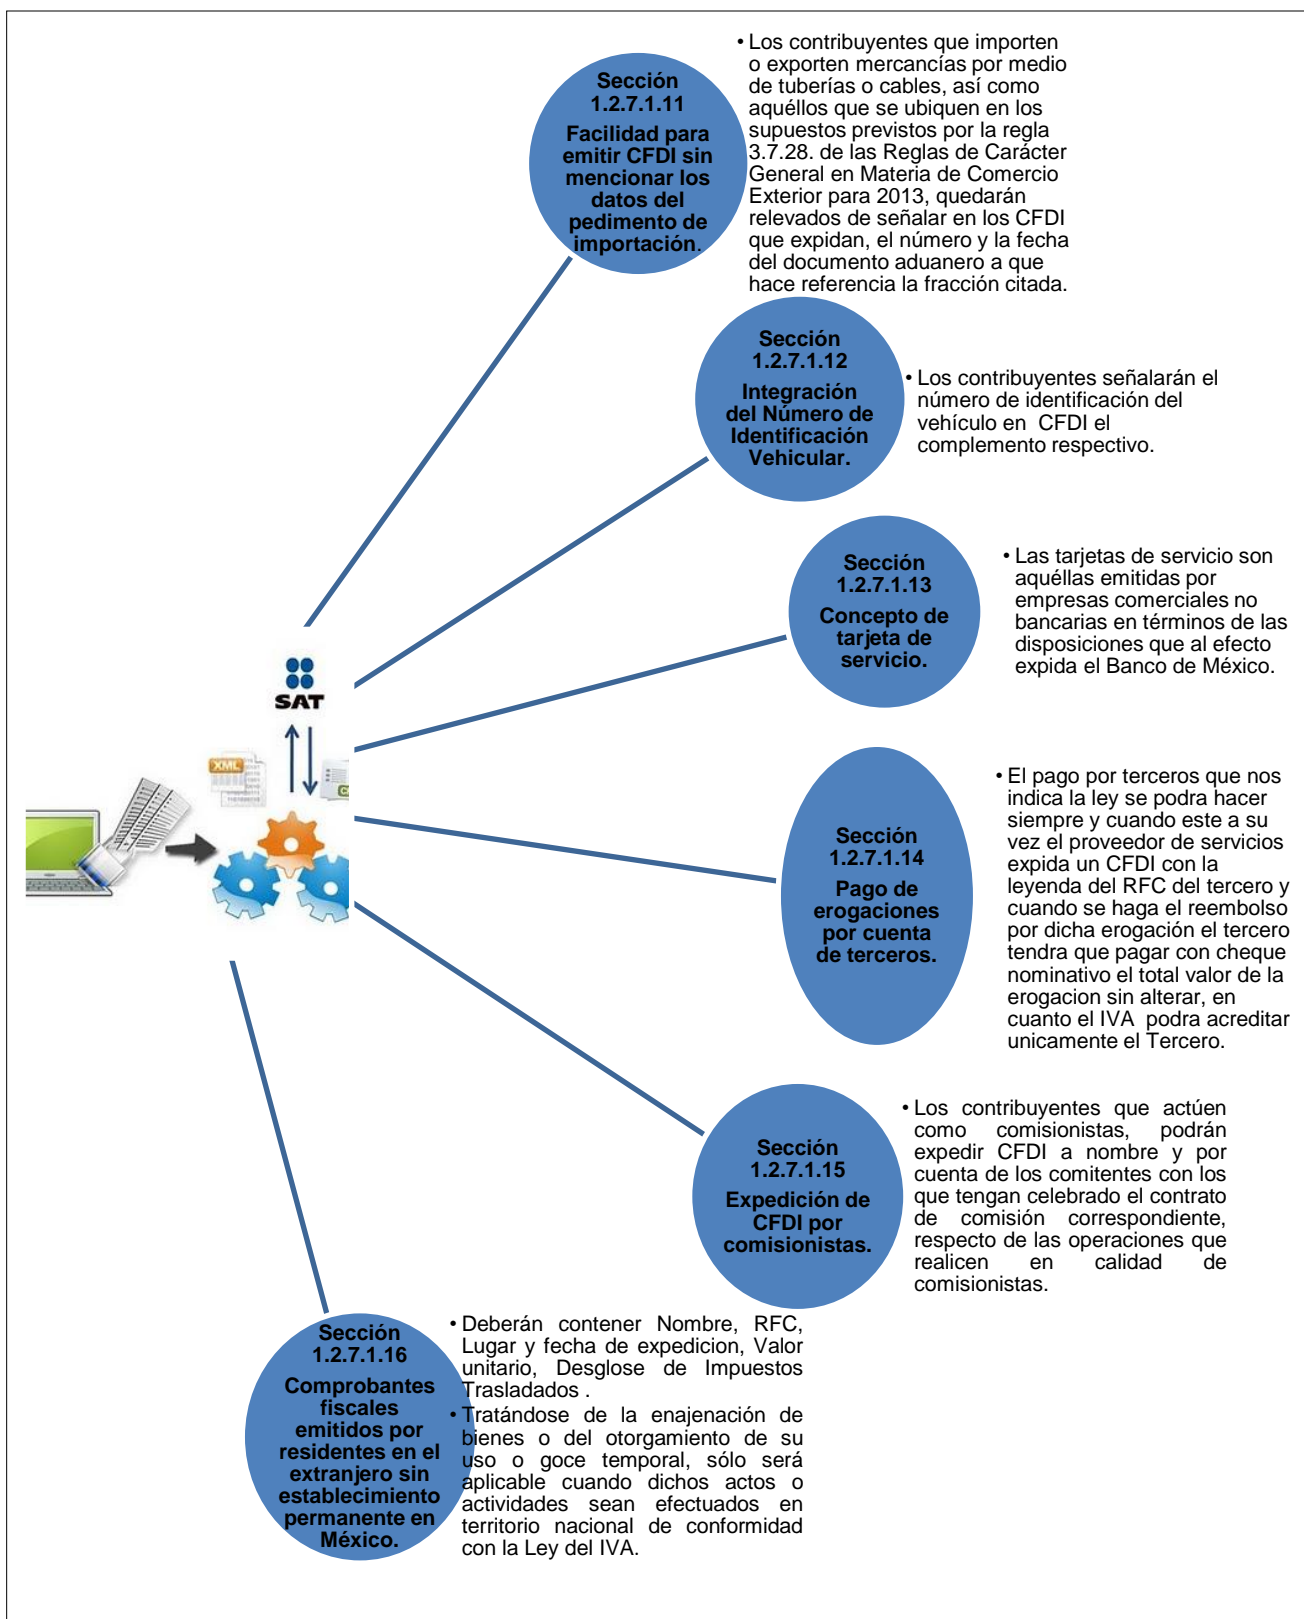 Sección
1.2.7.1.11
Facilidad para
emitir CFDI sin
mencionar los
datos del
pedimento de
importación.
• Los contribuyentes que importen
o exporten mercancías por medio
de tuberías o cables, así como
aquéllos que se ubiquen en los
supuestos previstos por la regla
3.7.28. de las Reglas de Carácter
General en Materia de Comercio
Exterior para 2013, quedarán
relevados de señalar en los CFDI
que expidan, el número y la fecha
del documento aduanero a que
hace referencia la fracción citada.
Sección
1.2.7.1.12
Integración
del Número de
Identificación
Vehicular.
• Los contribuyentes señalarán el
número de identificación del
vehículo en  CFDI el
complemento respectivo.
Sección
1.2.7.1.13
Concepto de
tarjeta de
servicio.
• Las tarjetas de servicio son
aquéllas emitidas por
empresas comerciales no
bancarias en términos de las
disposiciones que al efecto
expida el Banco de México.
SAT
XML
Sección
1.2.7.1.14
Pago de
erogaciones
por cuenta
de terceros.
• El pago por terceros que nos
indica la ley se podra hacer
siempre y cuando este a su
vez el proveedor de servicios
expida un CFDI con la
leyenda del RFC del tercero y
cuando se haga el reembolso
por dicha erogación el tercero
tendra que pagar con cheque
nominativo el total valor de la
erogacion sin alterar, en
cuanto el IVA  podra acreditar
unicamente el Tercero.
Sección
1.2.7.1.15
Expedición de
CFDI por
comisionistas.
• Los contribuyentes que actúen
como comisionistas, podrán
expedir CFDI a nombre y por
cuenta de los comitentes con los
que tengan celebrado el contrato
de comisión correspondiente,
respecto de las operaciones que
realicen en calidad de
comisionistas.
Sección
1.2.7.1.16
Comprobantes
fiscales
emitidos por
residentes en el
extranjero sin
establecimiento
permanente en
México.
• Deberán contener Nombre, RFC,
Lugar y fecha de expedicion, Valor
unitario, Desglose de Impuestos
Trasladados .
• Tratándose de la enajenación de
bienes o del otorgamiento de su
uso o goce temporal, sólo será
aplicable cuando dichos actos o
actividades sean efectuados en
territorio nacional de conformidad
con la Ley del IVA.